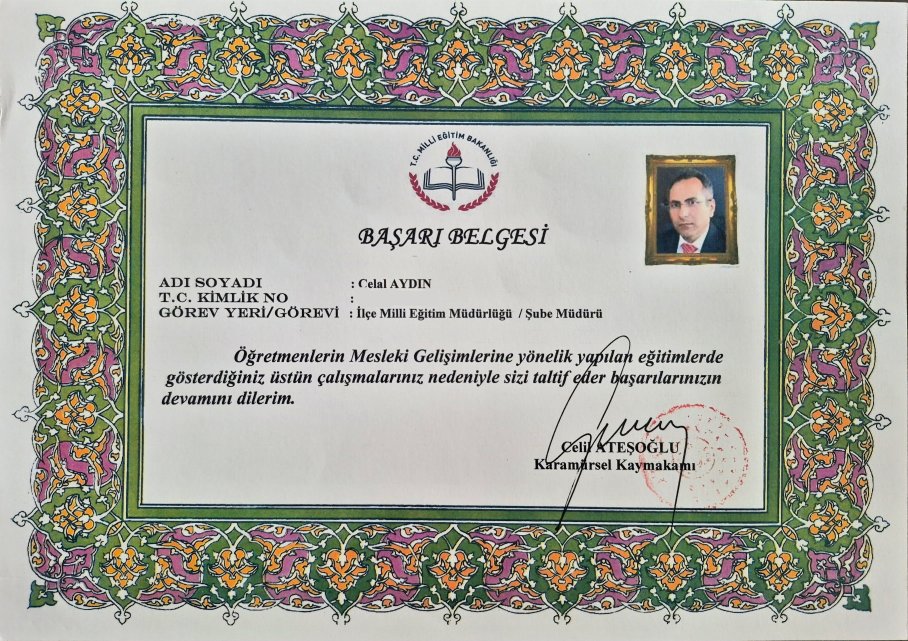 T.C. MİLLİ EĞİTİM BAKANLIĞI
BAŞARI BELGESİ
ADI SOYADI : Celal AYDIN
T.C. KİMLİK NO :
GÖREV YERİ/GÖREVİ : İlçe Milli Eğitim Müdürlüğü / Şube Müdürü
Öğretmenlerin Mesleki Gelişimlerine yönelik yapılan eğitimlerde
gösterdiğiniz üstün çalışmalarınız nedeniyle sizi taltif eder başarılarınızın
devamını dilerim.
Celil ATEŞOĞLU
Karamürsel Kaymakamı